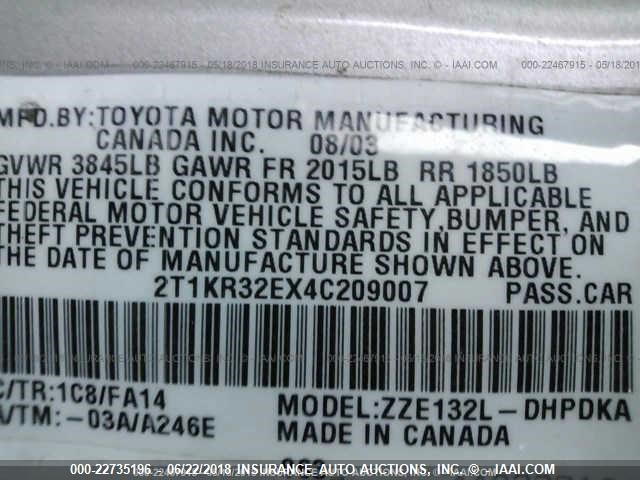 000-22467915 - 05/18/2018 INSURANCE AUTO AUCTIONS, INC. - © IAAI.COM
MFD.BY:TOYOTA MOTOR MANUFACTURING
CANADA INC. 08/03
GVWR 3845LB GAWR FR 2015LB RR 1850LB
THIS VEHICLE CONFORMS TO ALL APPLICABLE
FEDERAL MOTOR VEHICLE SAFETY,BUMPER, AND
THEFT PREVENTION STANDARDS IN EFFECT ON
THE DATE OF MANUFACTURE SHOWN ABOVE.
2T1KR32EX4C209007 PASS.CAR
C/TR:1C8/FA14
MODEL:ZZE132L-DHPDKA
A/TM:-03A/A246E
MADE IN CANADA
000-22735196 - 06/22/2018 INSURANCE AUTO AUCTIONS, INC. - © IAAI.COM